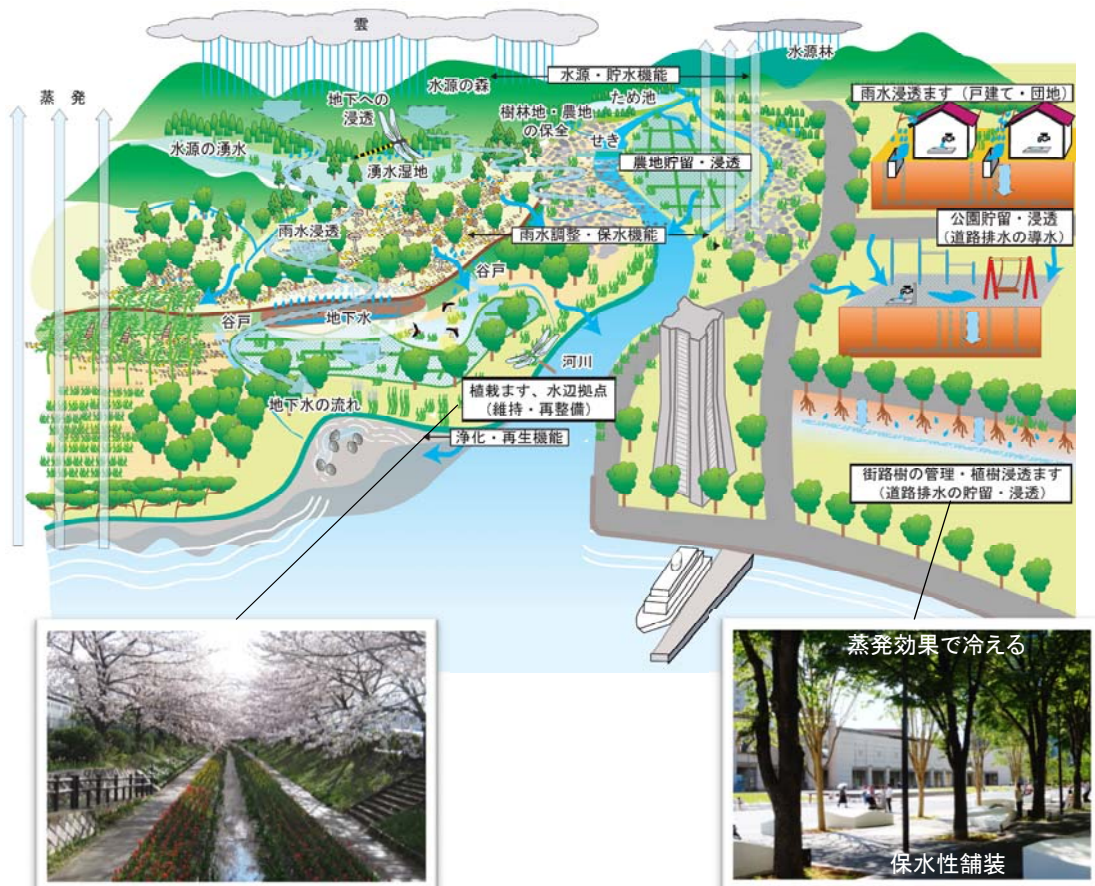 雲
水源林
水源の森
水源・貯水機能
蒸　発
地下への
浸透
樹林地・農地
の保全
ため池
せき
雨水浸透ます（戸建て・団地）
水源の湧水
湧水湿地
農地貯留・浸透
公園貯留・浸透
（道路排水の導水）
雨水浸透
雨水調整・保水機能
谷戸
谷戸
地下水
河川
植栽ます、水辺拠点
（維持・再整備）
地下水の流れ
浄化・再生機能
街路樹の管理・植樹浸透ます
（道路排水の貯留・浸透）
蒸発効果で冷える
保水性舗装